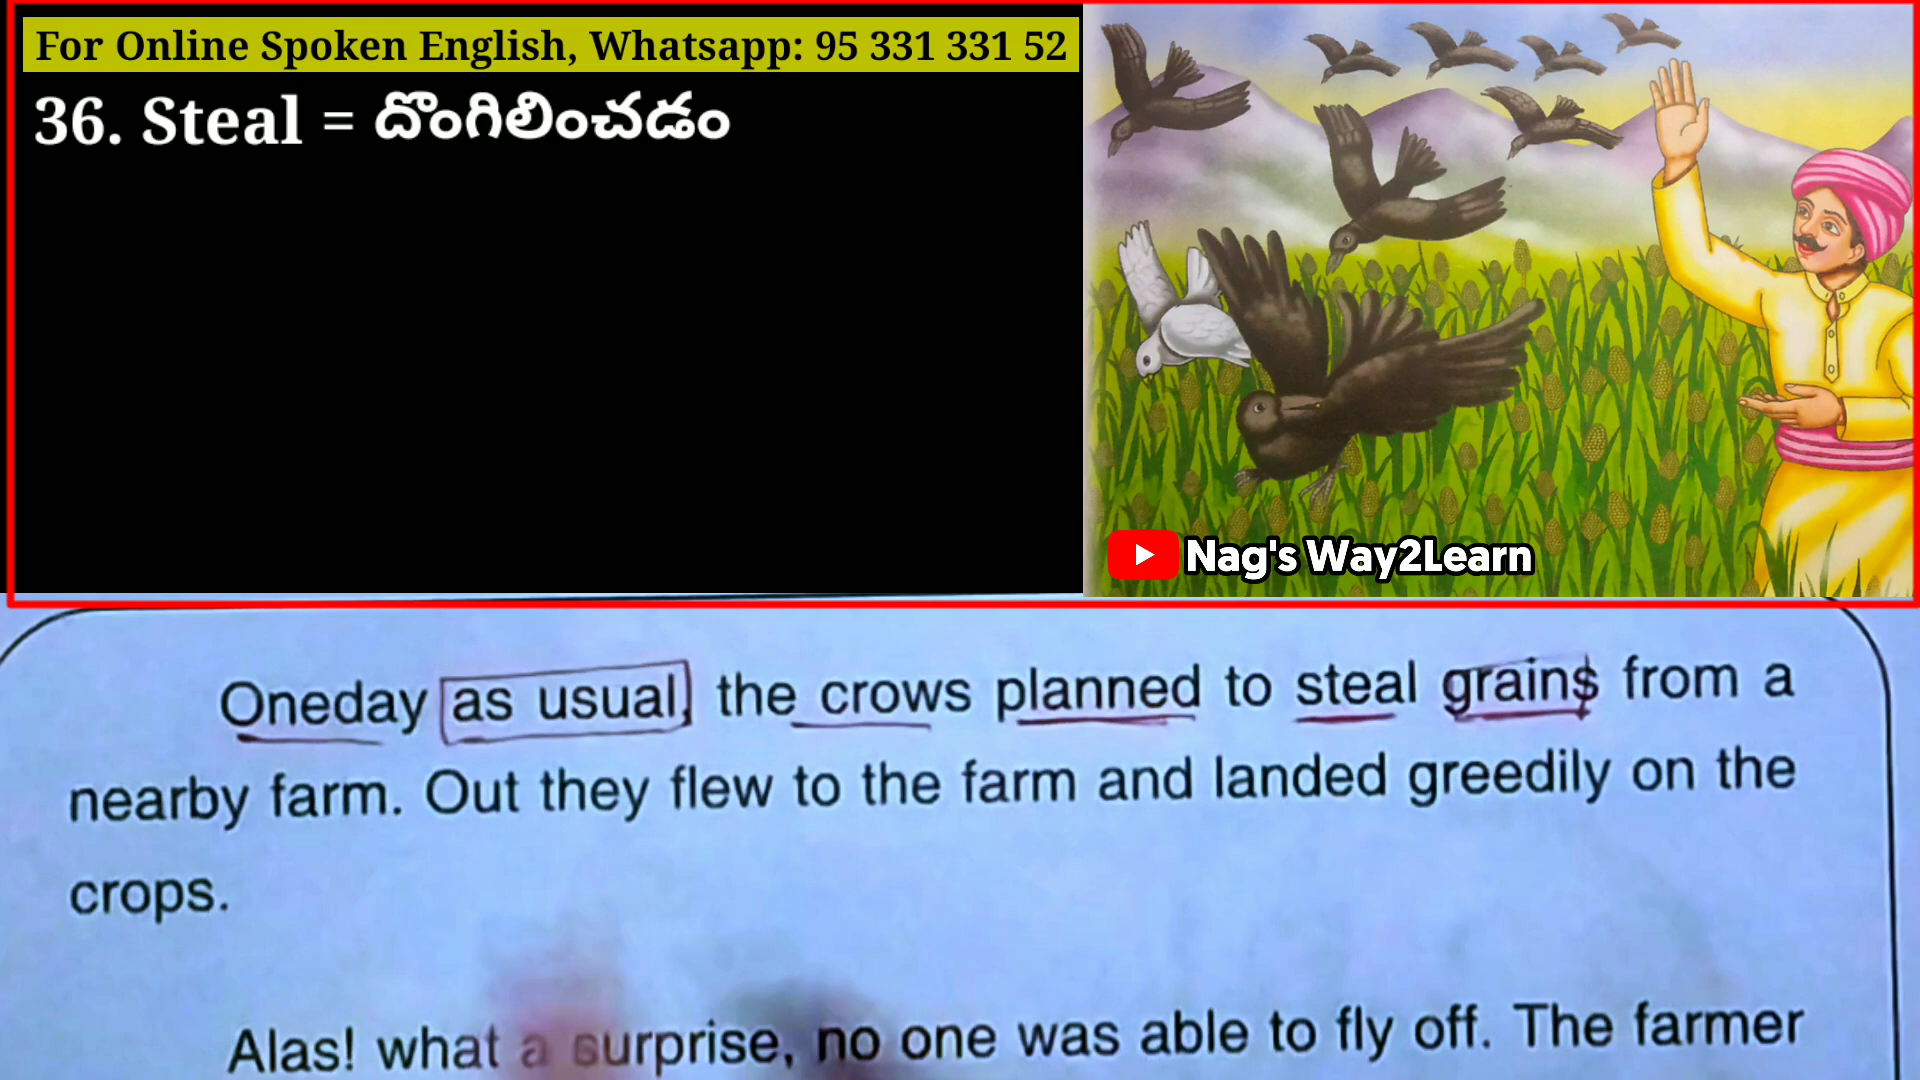 For Online Spoken English, Whatsapp: 95 331 331 52
36. Steal = దొంగిలించడం
Nag's Way2Learn
Oneday as usual, the crows planned to steal grains from a
nearby farm. Out they flew to the farm and landed greedily on the
crops.
Alas! what a surprise, no one was able to fly off. The farmer